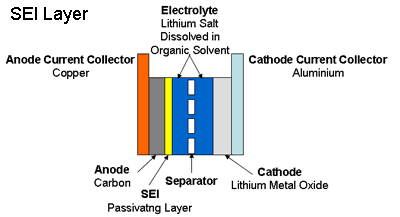 SEI Layer
Electrolyte
Lithium Salt
Dissolved in
Organic Solvent
Anode Current Collector
Copper
Cathode Current Collector
Aluminium
Anode
Carbon
SEI
Passivatng Layer
Separator
Cathode
Lithium Metal Oxide